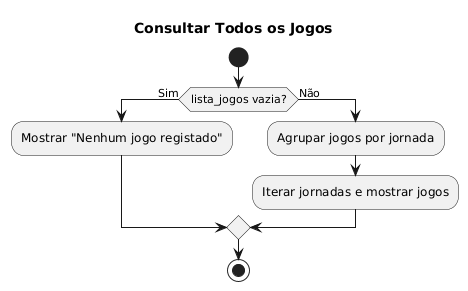 Consultar Todos os Jogos
Sim
lista_jogos vazia?
Não
Mostrar "Nenhum jogo registado"
Agrupar jogos por jornada
Iterar jornadas e mostrar jogos